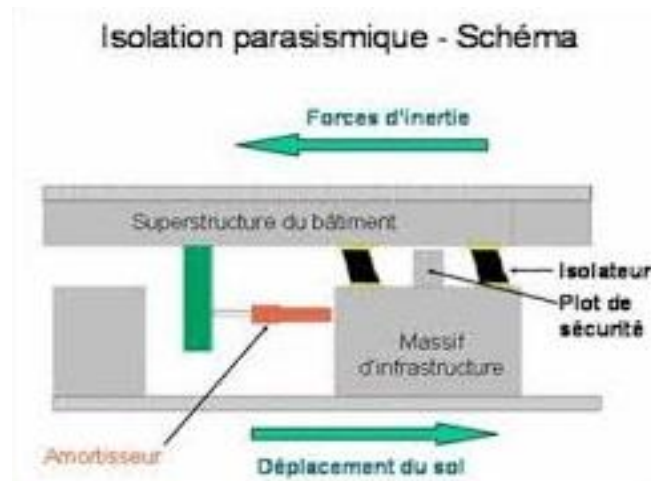 Isolation parasismique - Schéma
Forces d'inertie
Superstructure du bâtiment
Isolateur
Plot de
sécurité
Massif
d'infrastructure
Amortisseur
Déplacement du sol